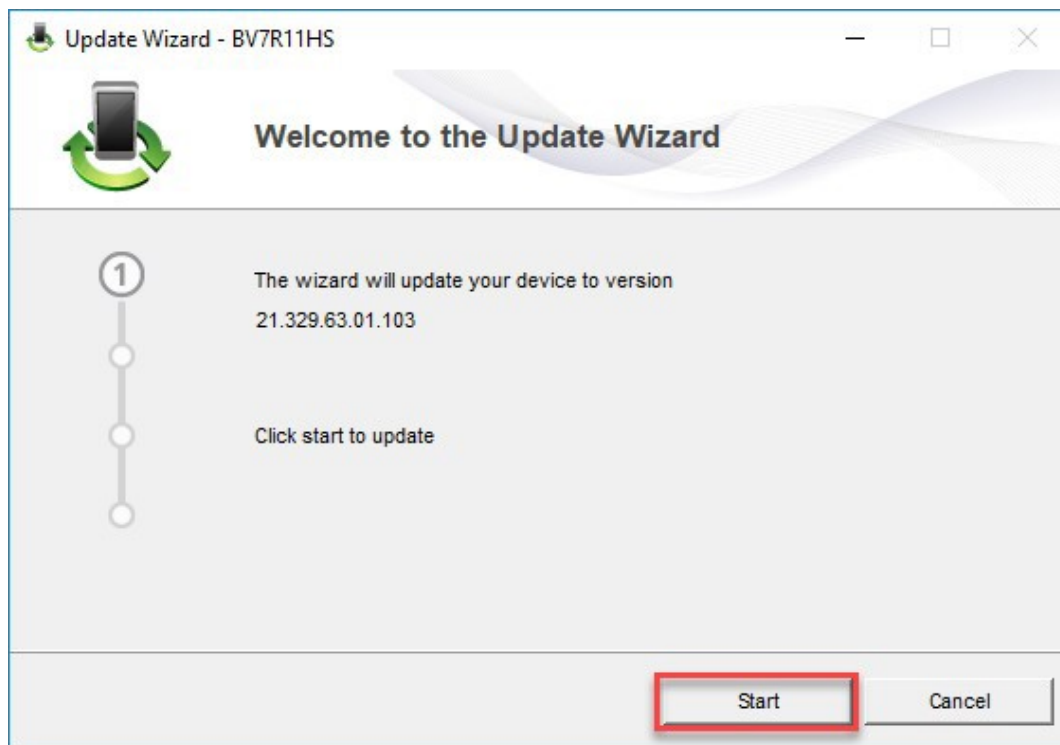 Update Wizard - BV7R11HS
Welcome to the Update Wizard
1
The wizard will update your device to version
21.329.63.01.103
Click start to update
Start
Cancel